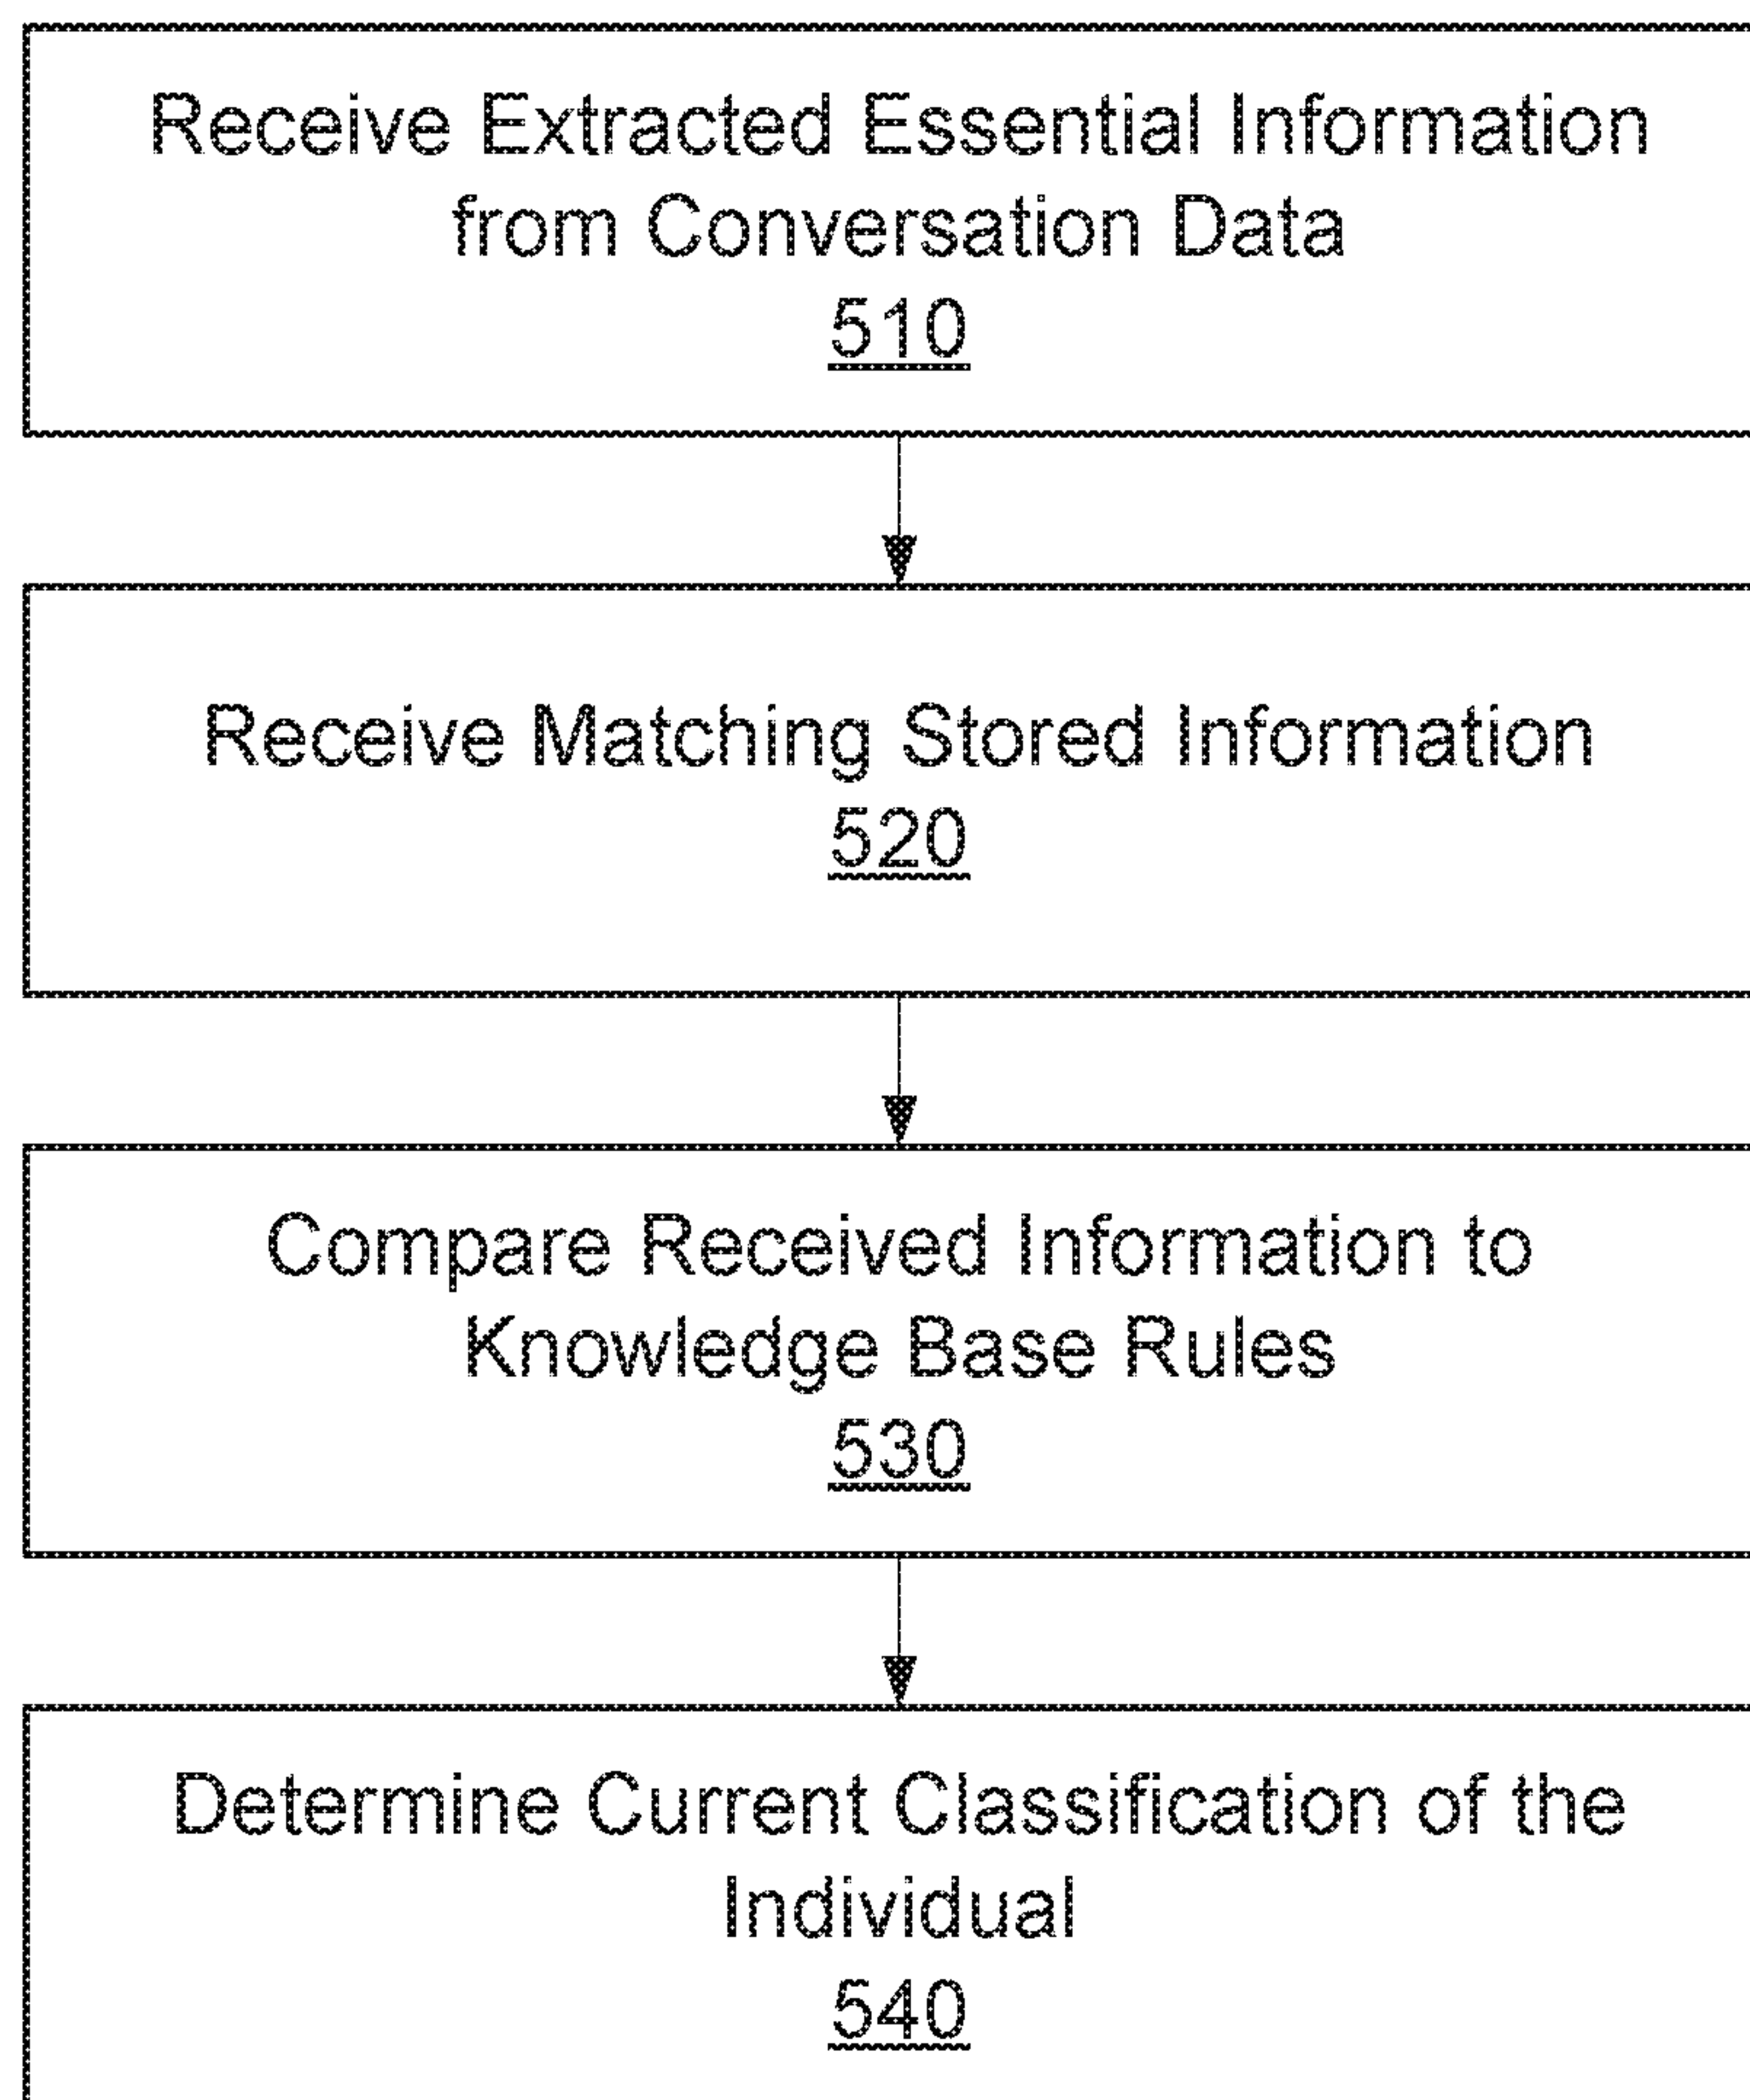 Receive Extracted Essential Information
from Conversation Data
510
Receive Matching Stored Information
520
Compare Received Information to
Knowledge Base Rules
530
Determine Current Classification of the
Individual
540